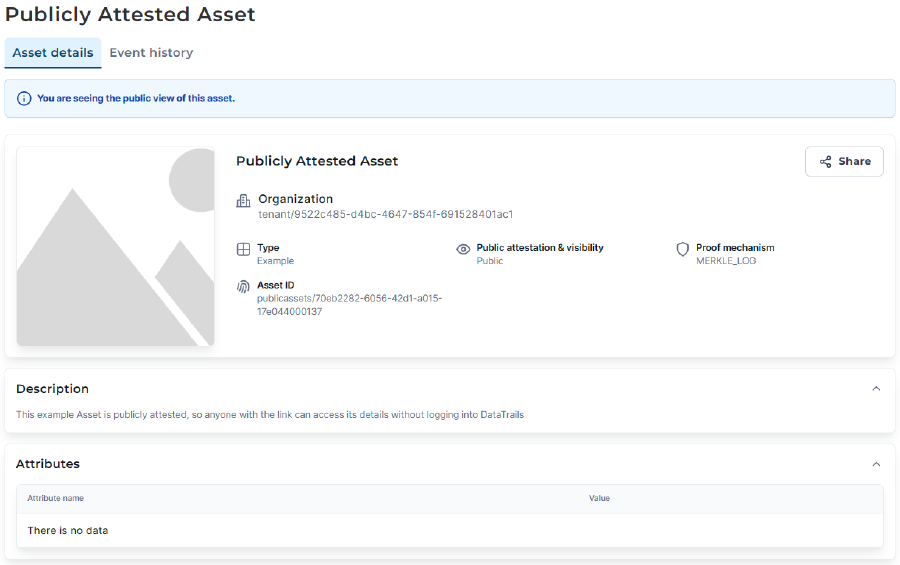 Publicly Attested Asset
Asset details
Event history
You are seeing the public view of this asset.
Publicly Attested Asset
Share
Organization
tenant/9522c485-d4bc-4647-854f-691528401ac1
Type
Example
Public attestation & visibility
Public
Proof mechanism
MERKLE_LOG
Asset ID
publicassets/70eb2282-6056-42d1-a015-
17e044000137
Description
This example Asset is publicly attested, so anyone with the link can access its details without logging into DataTrails
Attributes
Attribute name
Value
There is no data